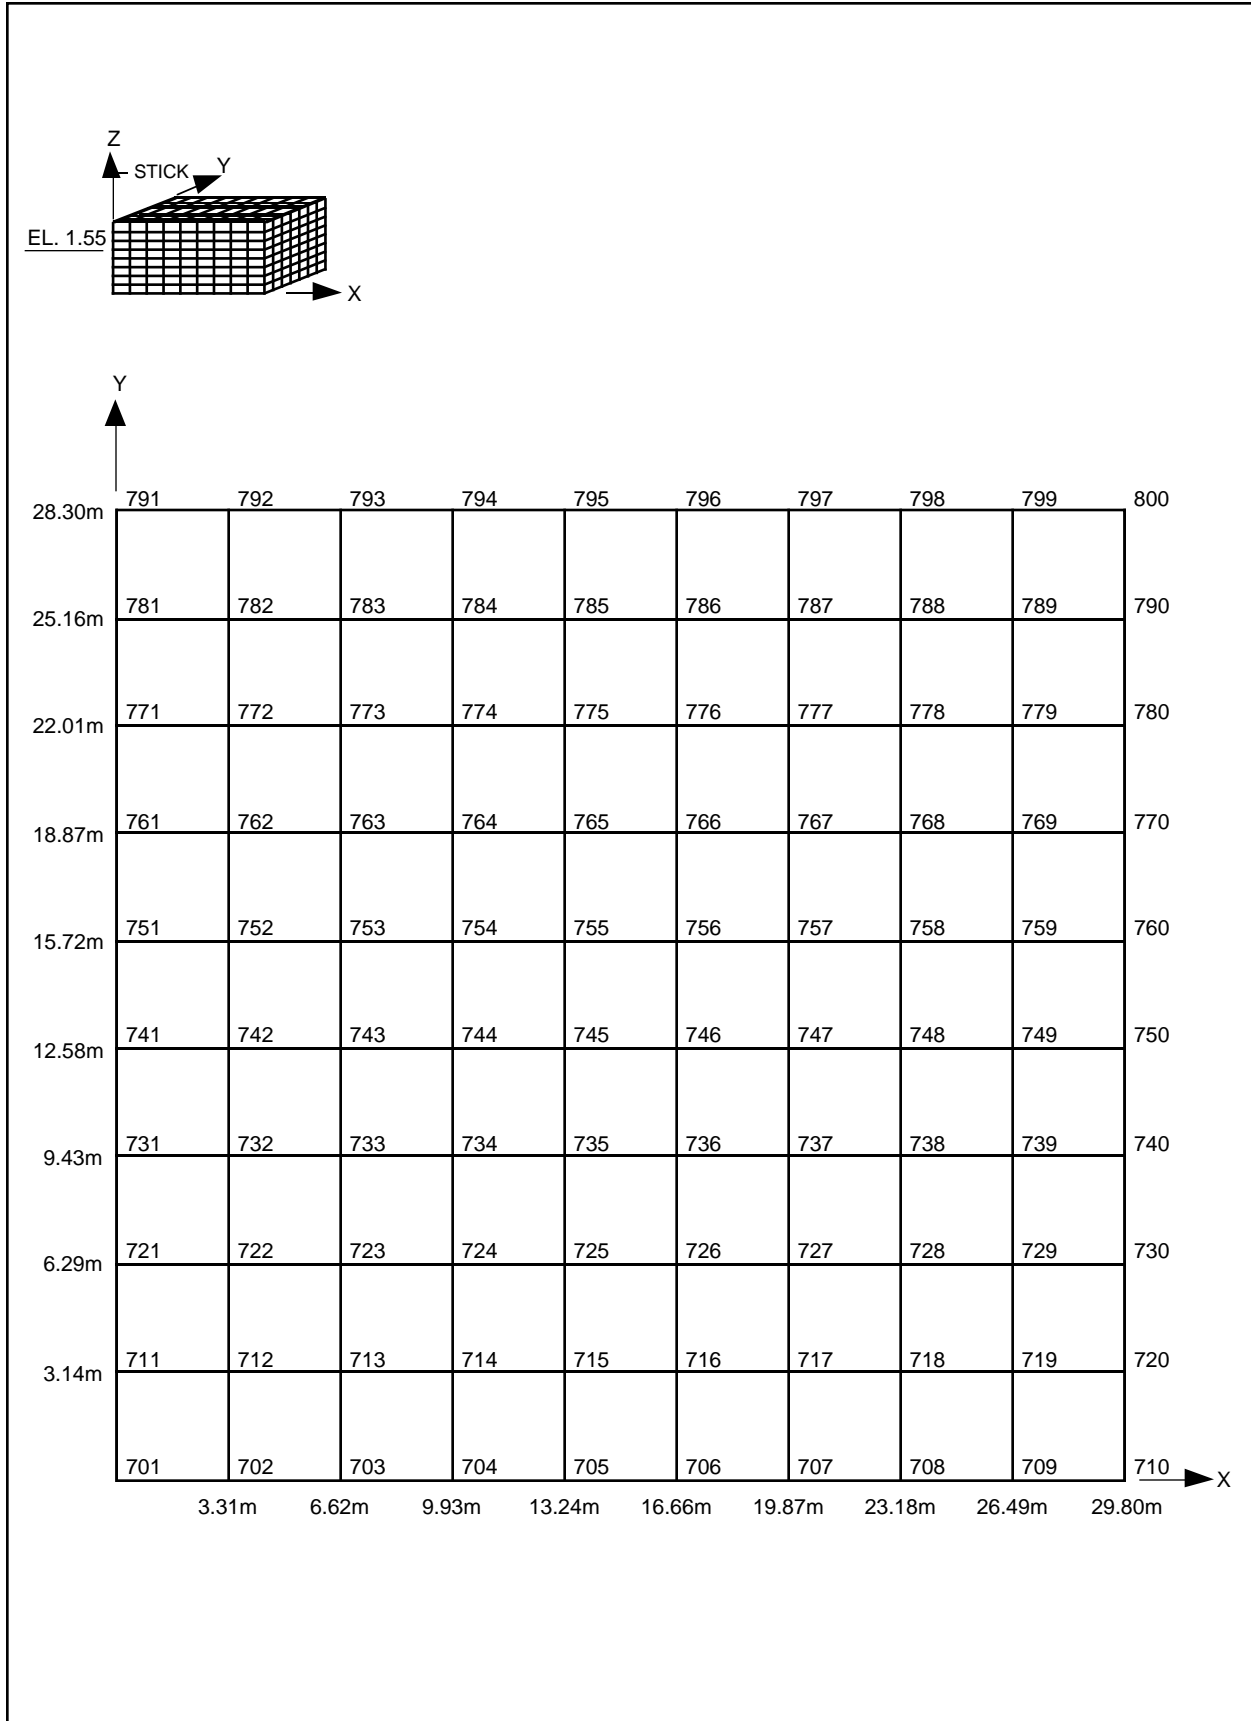 Z
STICK
Y
EL. 1.55
X
Y
791 792 793 794 795 796 797 798 799 800
28.30m
781 782 783 784 785 786 787 788 789 790
25.16m
771 772 773 774 775 776 777 778 779 780
22.01m
761 762 763 764 765 766 767 768 769 770
18.87m
751 752 753 754 755 756 757 758 759 760
15.72m
741 742 743 744 745 746 747 748 749 750
12.58m
731 732 733 734 735 736 737 738 739 740
9.43m
721 722 723 724 725 726 727 728 729 730
6.29m
711 712 713 714 715 716 717 718 719 720
3.14m
701 702 703 704 705 706 707 708 709 710
X
3.31m 6.62m 9.93m 13.24m 16.66m 19.87m 23.18m 26.49m 29.80m